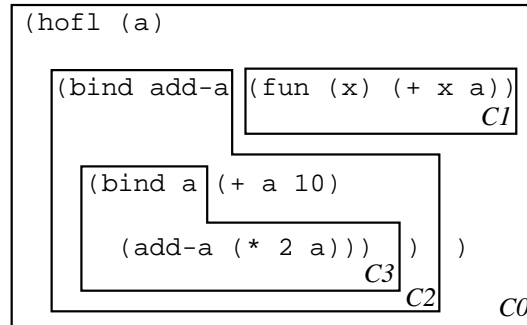 (hofl (a)
(bind add-a (fun (x) (+ x a))
C1
(bind a (+ a 10)
(add-a (* 2 a))) ) )
C3
C2
C0